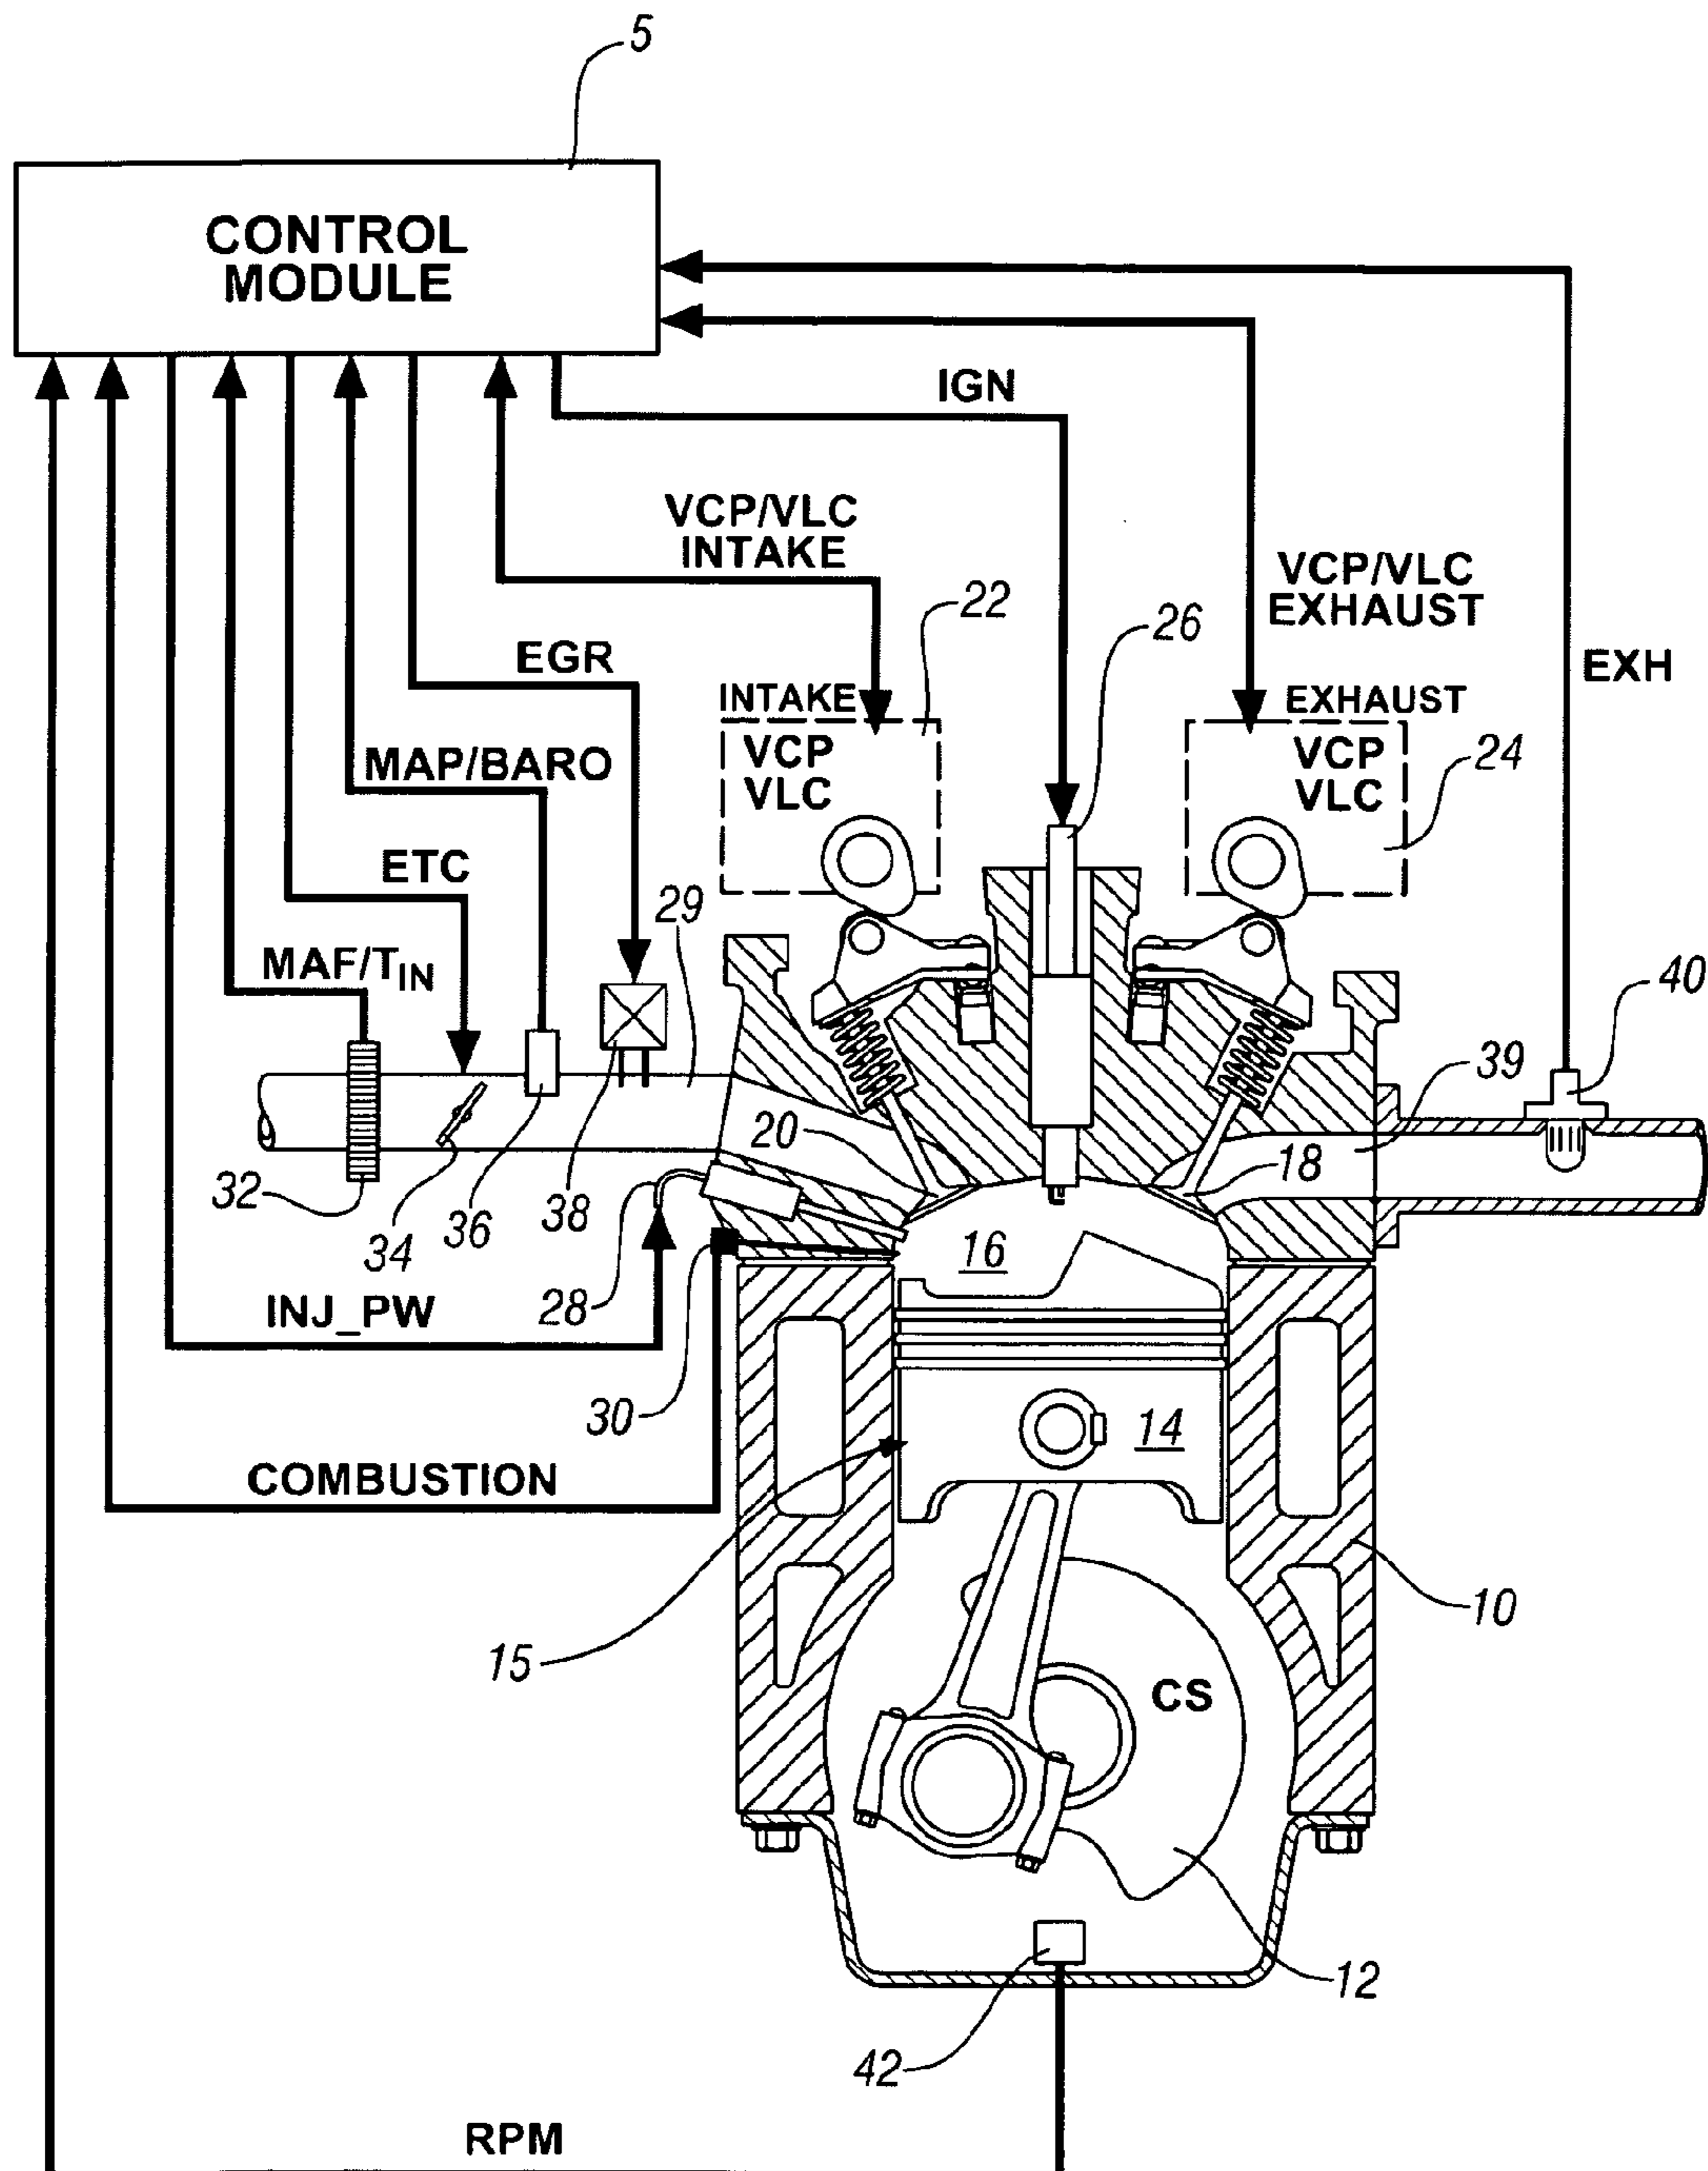 5
CONTROL
MODULE
IGN
VCP/VLC
INTAKE
22
26
VCP/VLC
EXHAUST
EXH
EGR
INTAKE
VCP
VLC
EXHAUST
VCP
VLC
24
MAP/BARO
ETC
29
MAF/TIN
40
39
20
18
32
34
36
38
28
16
INJ_PW
30
14
COMBUSTION
10
15
CS
12
42
RPM